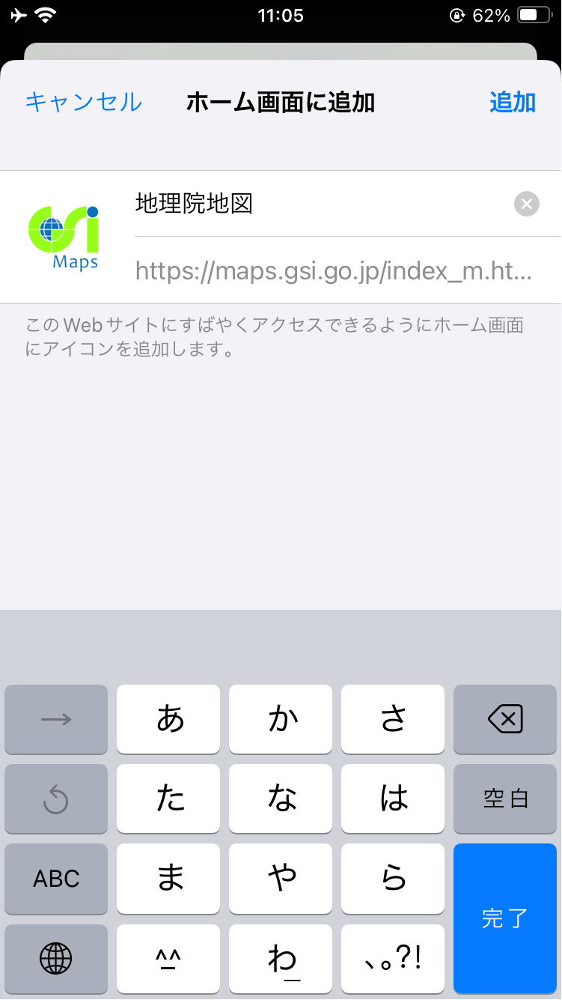 11:05 62%
キャンセル ホーム画面に追加 追加
地理院地図
GSI
Maps
https://maps.gsi.go.jp/index_m.ht...
このWebサイトにすばやくアクセスできるようにホーム画面
にアイコンを追加します。
→ あ か さ
た な は 空白
ABC ま や ら
完了
^_^ わ_ 、。?!